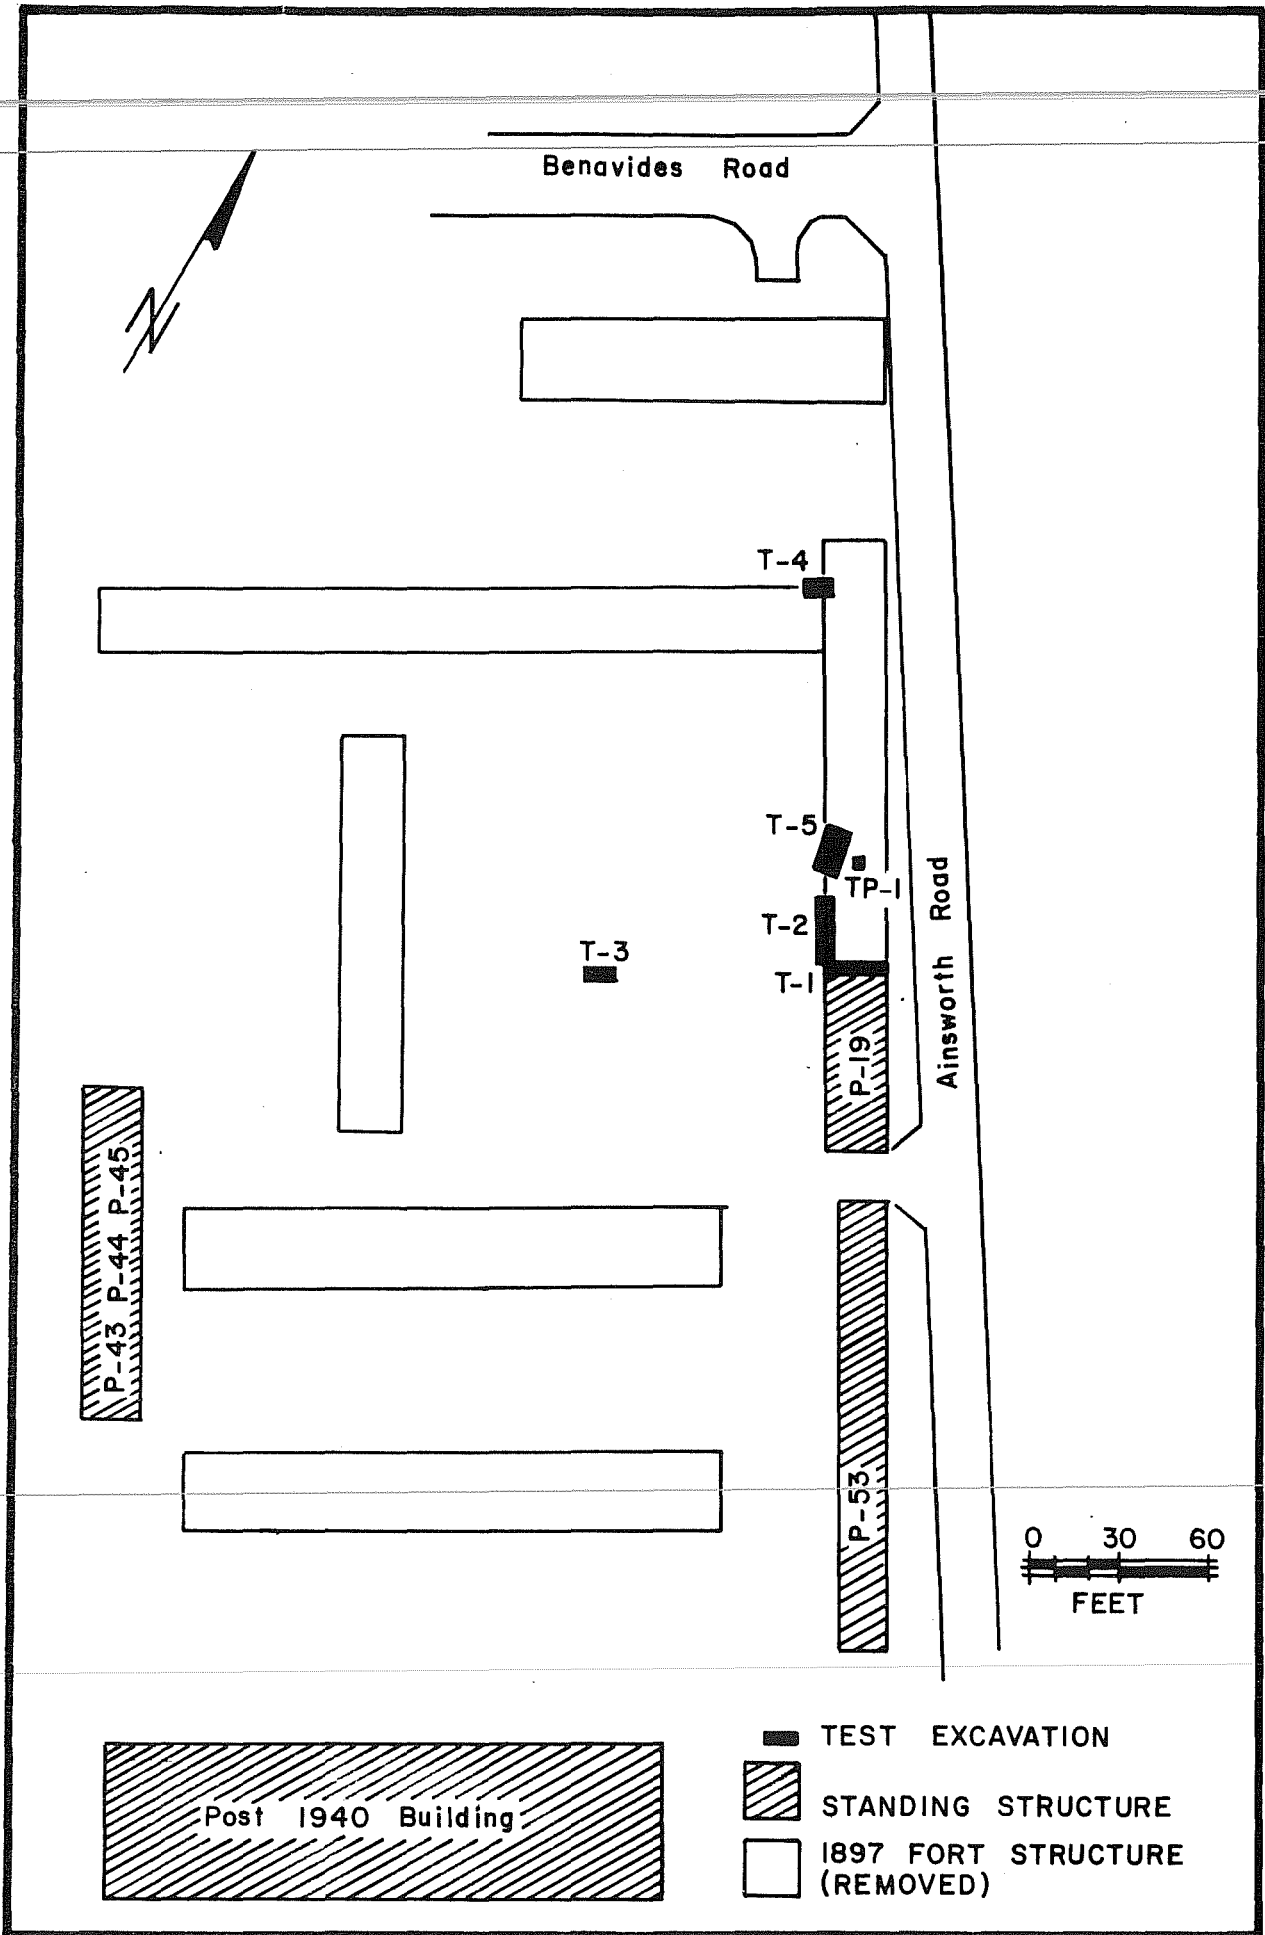 Benavides Road
N
T-4
T-5
TP-1
T-2
T-3
T-1
P-19
Ainsworth Road
P-43 P-44 P-45
P-53
0 30 60
FEET
Post 1940 Building
TEST EXCAVATION
STANDING STRUCTURE
1897 FORT STRUCTURE
(REMOVED)